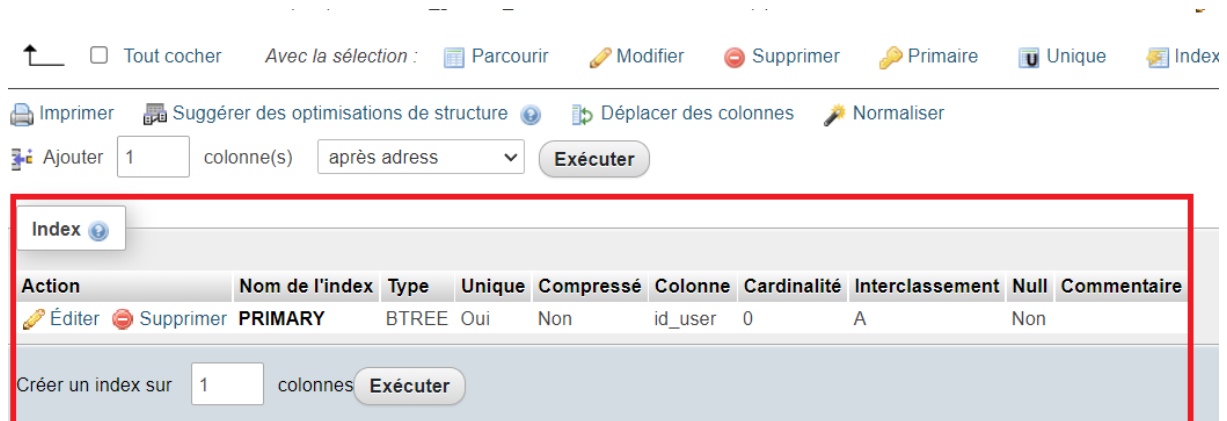 Tout cocher Avec la sélection : Parcourir Modifier Supprimer Primaire Unique Index
Imprimer Suggérer des optimisations de structure Déplacer des colonnes Normaliser
Ajouter 1 colonne(s) après adress Exécuter
Index
Action Nom de l'index Type Unique Compressé Colonne Cardinalité Interclassement Null Commentaire
Éditer Supprimer PRIMARY BTREE Oui Non id_user 0 A Non
Créer un index sur 1 colonnes Exécuter